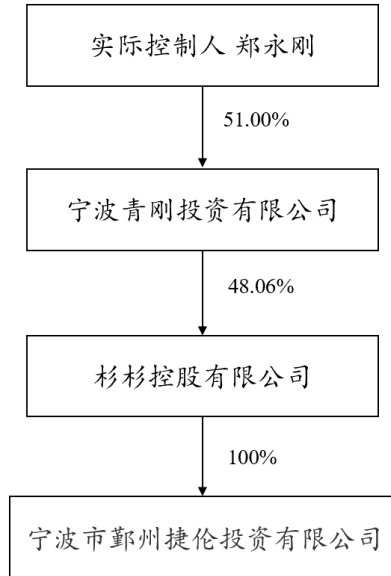 实际控制人 郑永刚
51.00%
宁波青刚投资有限公司
48.06%
杉杉控股有限公司
100%
宁波市鄞州捷伦投资有限公司